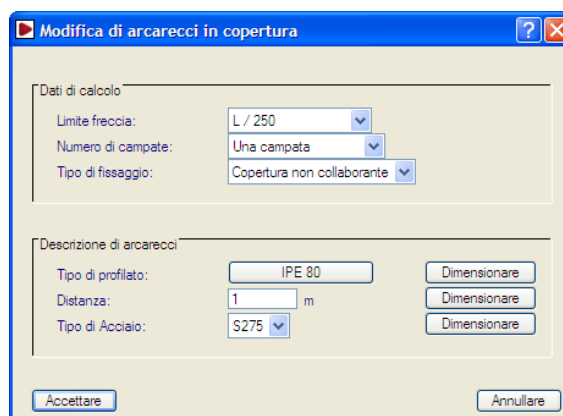 Modifica di arcarecci in copertura
Dati di calcolo
Limite freccia: L / 250
Numero di campate: Una campata
Tipo di fissaggio: Copertura non collaborante
Descrizione di arcarecci
Tipo di profilato: IPE 80 Dimensionare
Distanza: 1 m Dimensionare
Tipo di Acciaio: S275 Dimensionare
Accettare Annullare